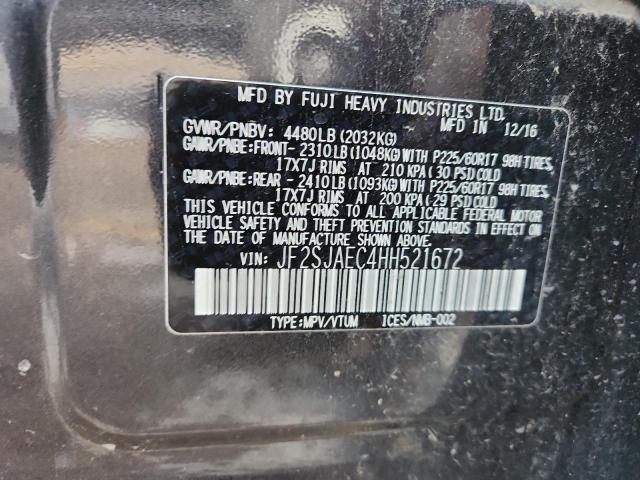 MFD BY FUJI HEAVY INDUSTRIES LTD.
MFD IN 12/16
GVWR/PNBV: 4480LB(2032KG)
GAWR/PNBE:FRONT- 2310LB(1048KG)WITH P225/60R17 98H TIRES,
17X7J RIMS AT 210 KPA(30 PSI)COLD
GAWR/PNBE:REAR - 2410LB(1093KG)WITH P225/60R17 98H TIRES,
17X7J RIMS AT 200 KPA(29 PSI)COLD
THIS VEHICLE CONFORMS TO ALL APPLICABLE FEDERAL MOTOR
VEHICLE SAFETY AND THEFT PREVENTION STANDARDS IN EFFECT
ON THE DATE OF MANUFACTURE SHOWN ABOVE.
VIN: JF2SJAEC4HH521672
TYPE:MPV/VTUM ICES/NMB-002